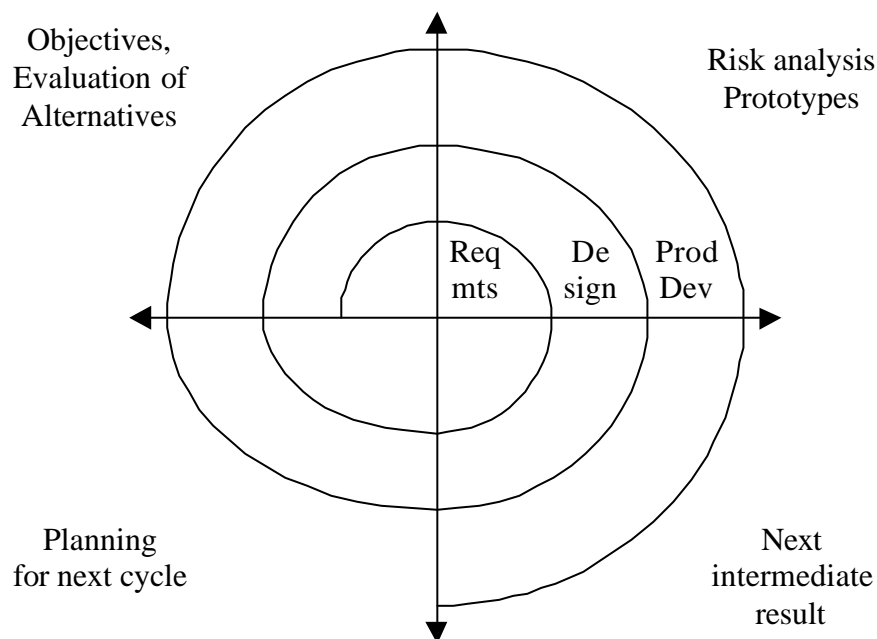 Objectives,
Evaluation of
Alternatives
Risk analysis
Prototypes
Req
mts
De
sign
Prod
Dev
Planning
for next cycle
Next
intermediate
result